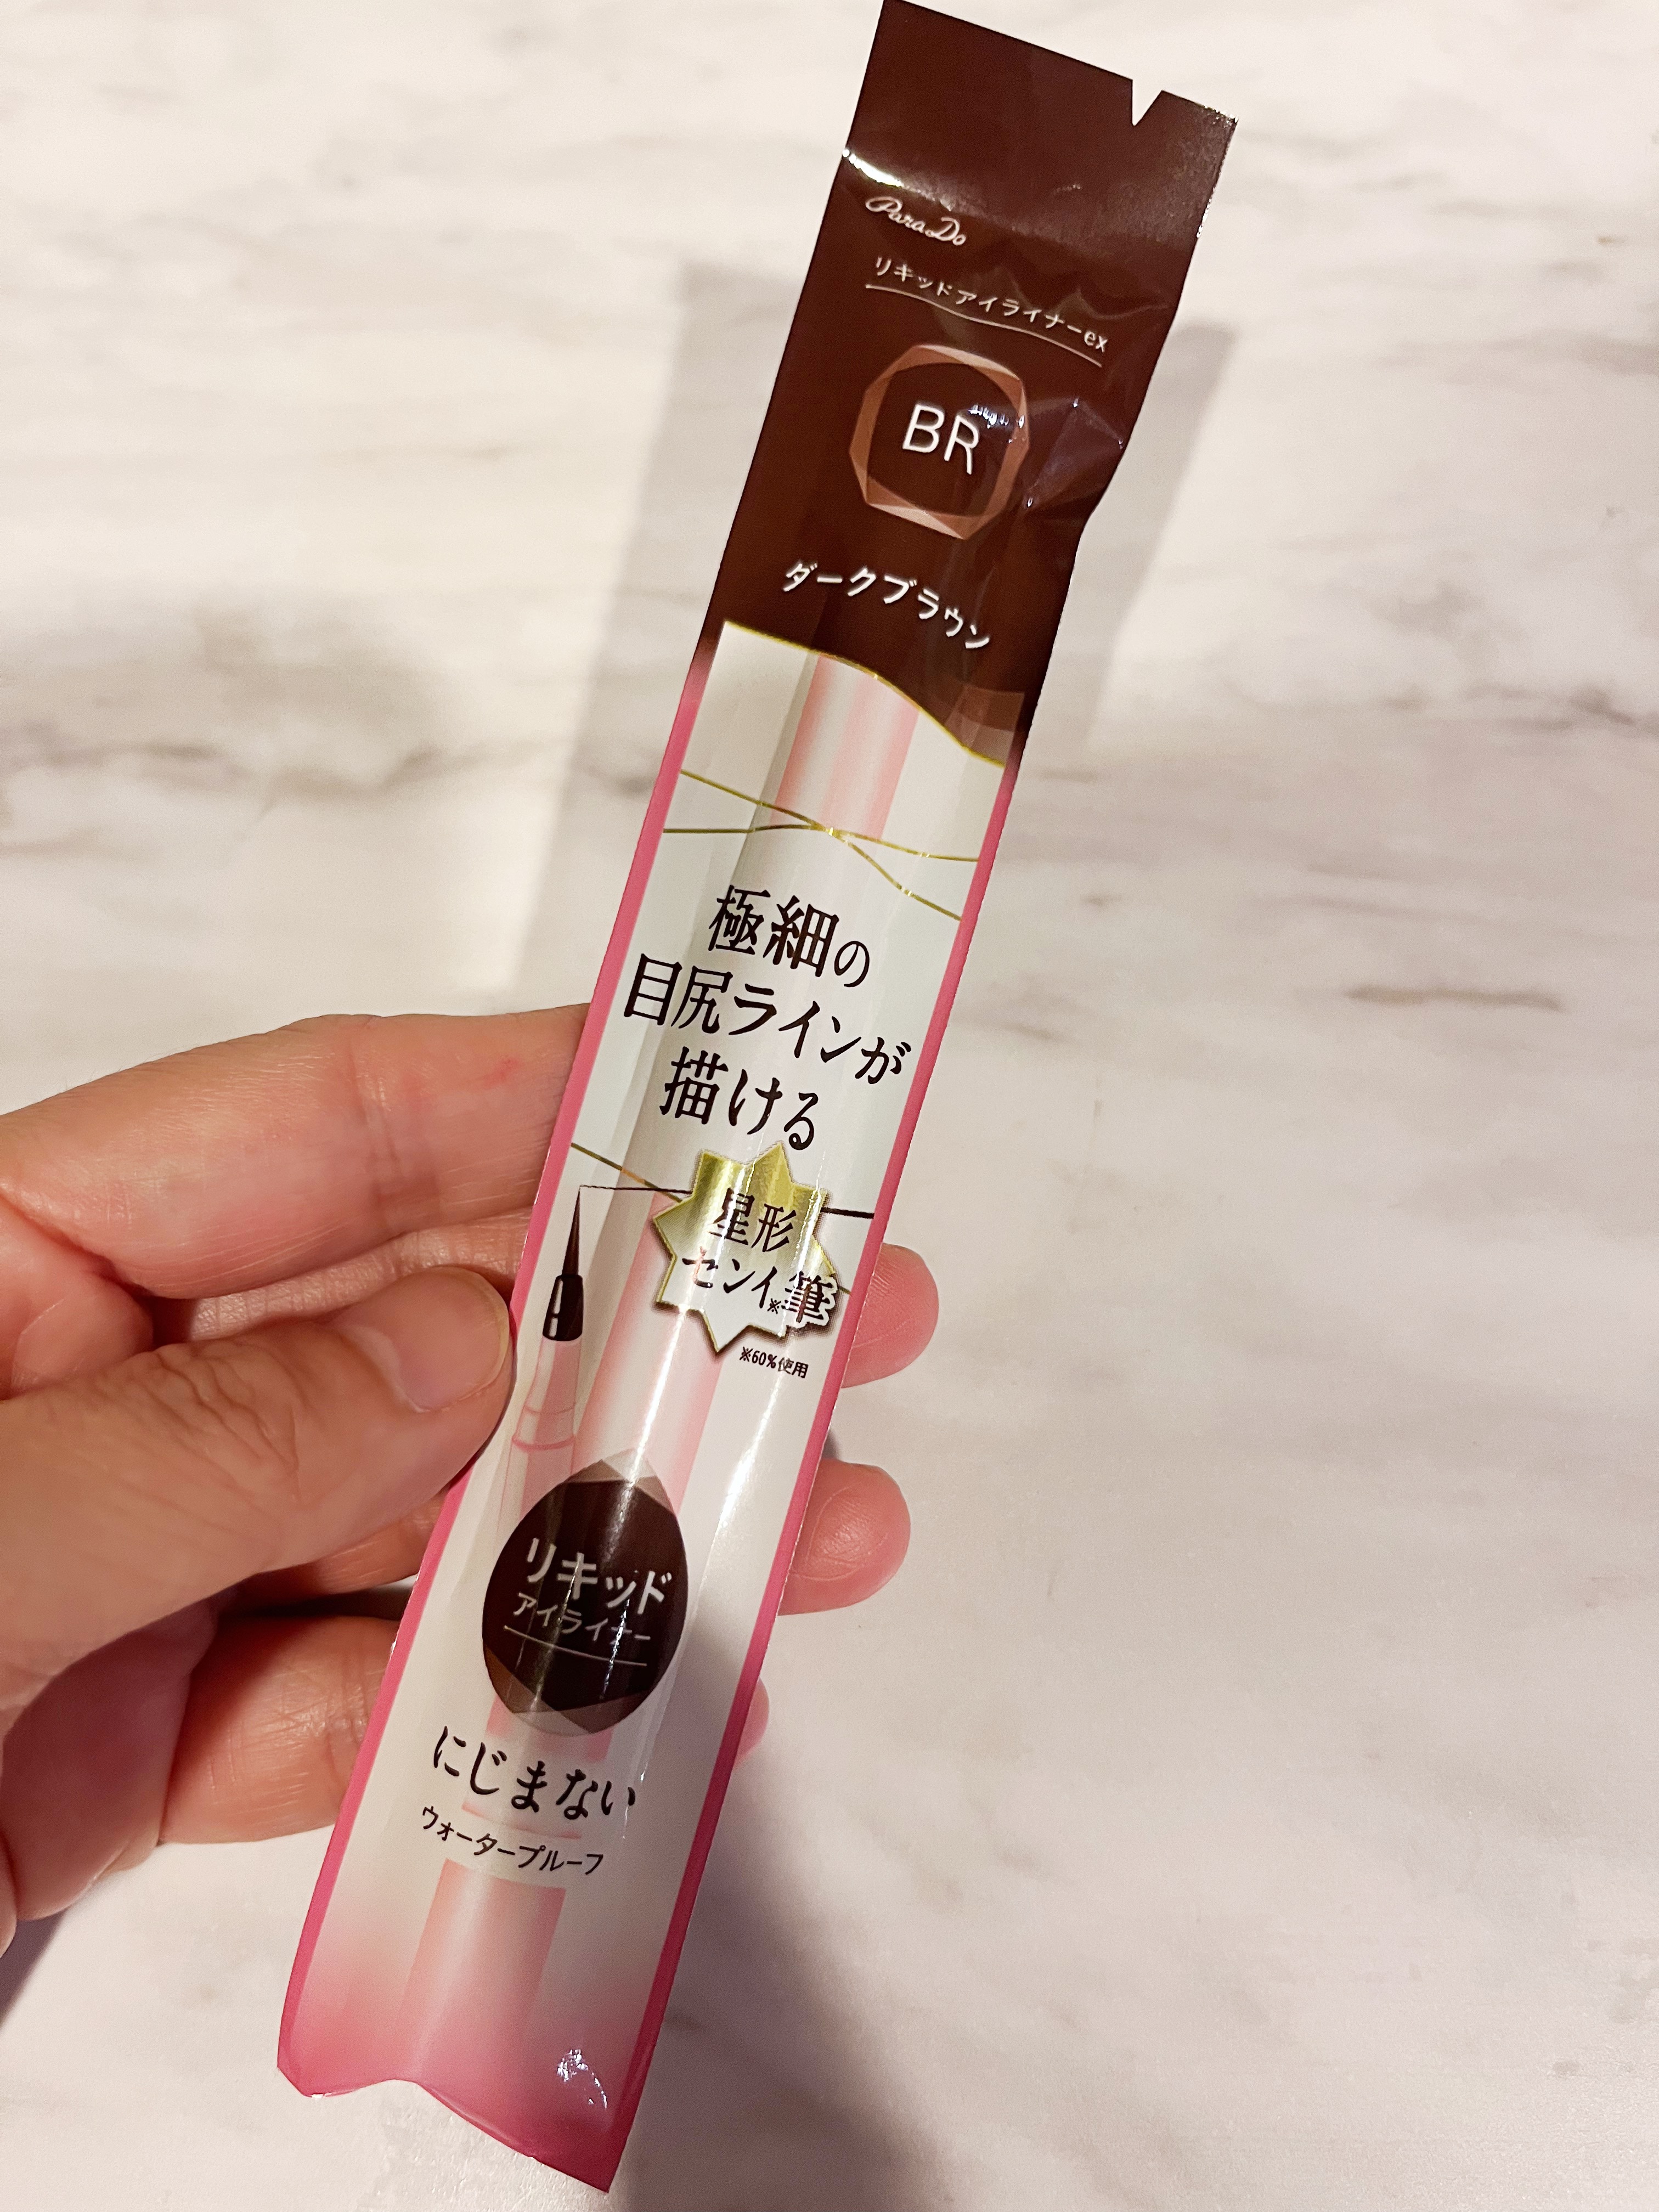 ParaDo
リキッドアイライナーex
BR
ダークブラウン
極細の
目尻ラインが
描ける
星形
センイ※筆
※60%使用
リキッド
アイライナー
にじまない
ウォータープルーフ